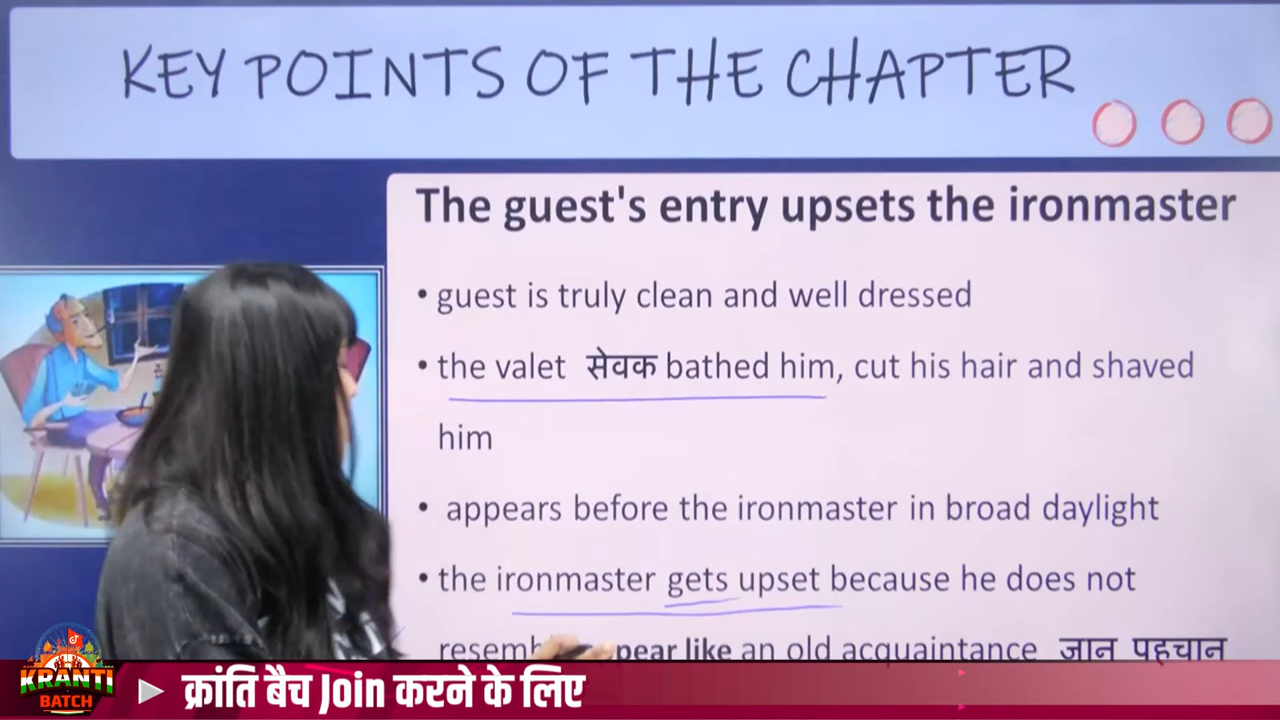 KEY POINTS OF THE CHAPTER
The guest's entry upsets the ironmaster
• guest is truly clean and well dressed
• the valet सेवक bathed him, cut his hair and shaved
him
• appears before the ironmaster in broad daylight
• the ironmaster gets upset because he does not
like an old acquaintance जान पहचान
KRANTI
BATCH
क्रांति बैच Join करने के लिए